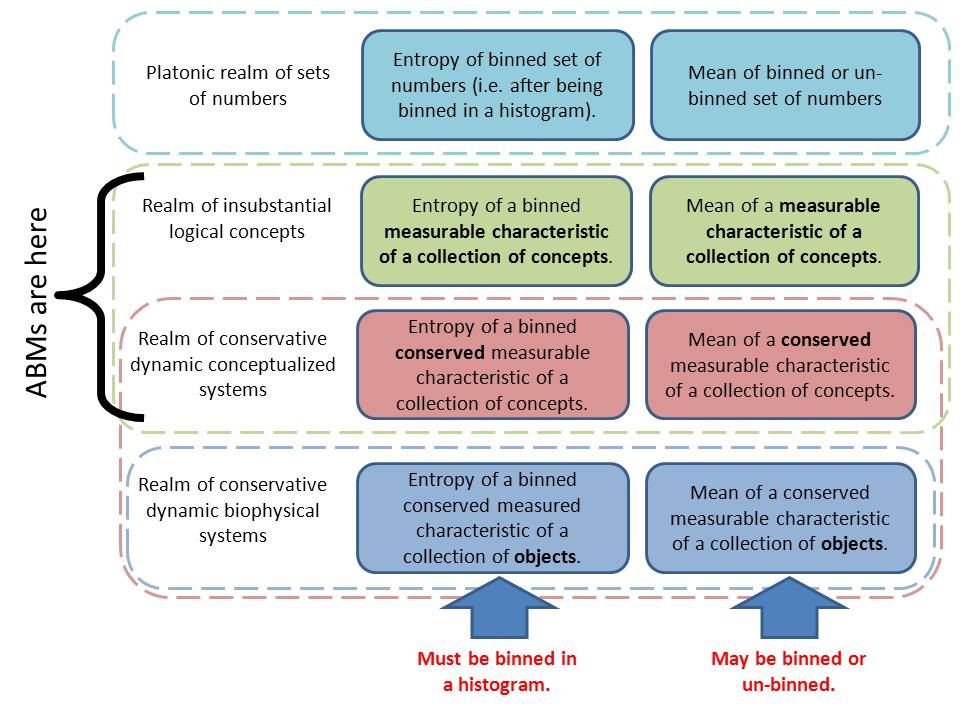 Platonic realm of sets
of numbers
Entropy of binned set of
numbers (i.e. after being
binned in a histogram).
Mean of binned or un-
binned set of numbers
ABMs are here
Realm of insubstantial
logical concepts
Entropy of a binned
measurable characteristic
of a collection of concepts.
Mean of a measurable
characteristic of a
collection of concepts.
Realm of conservative
dynamic conceptualized
systems
Entropy of a binned
conserved measurable
characteristic of a
collection of concepts.
Mean of a conserved
measurable characteristic
of a collection of concepts.
Realm of conservative
dynamic biophysical
systems
Entropy of a binned
conserved measured
characteristic of a
collection of objects.
Mean of a conserved
measurable characteristic
of a collection of objects.
Must be binned in
a histogram.
May be binned or
un-binned.